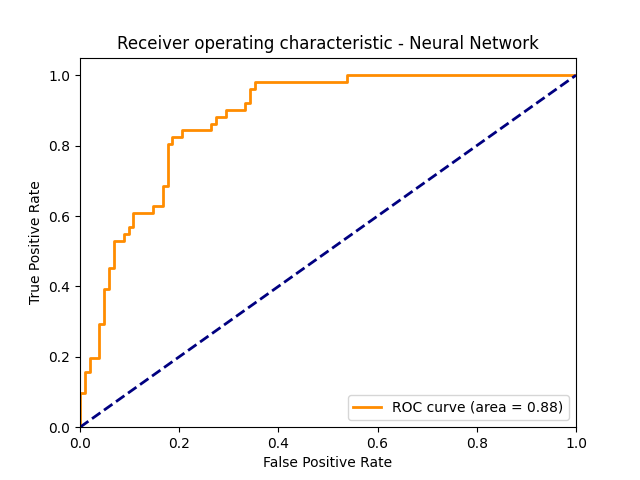 Receiver operating characteristic - Neural Network
1.0
0.8
0.6
0.4
0.2
0.0
True Positive Rate
ROC curve (area = 0.88)
0.0 0.2 0.4 0.6 0.8 1.0
False Positive Rate